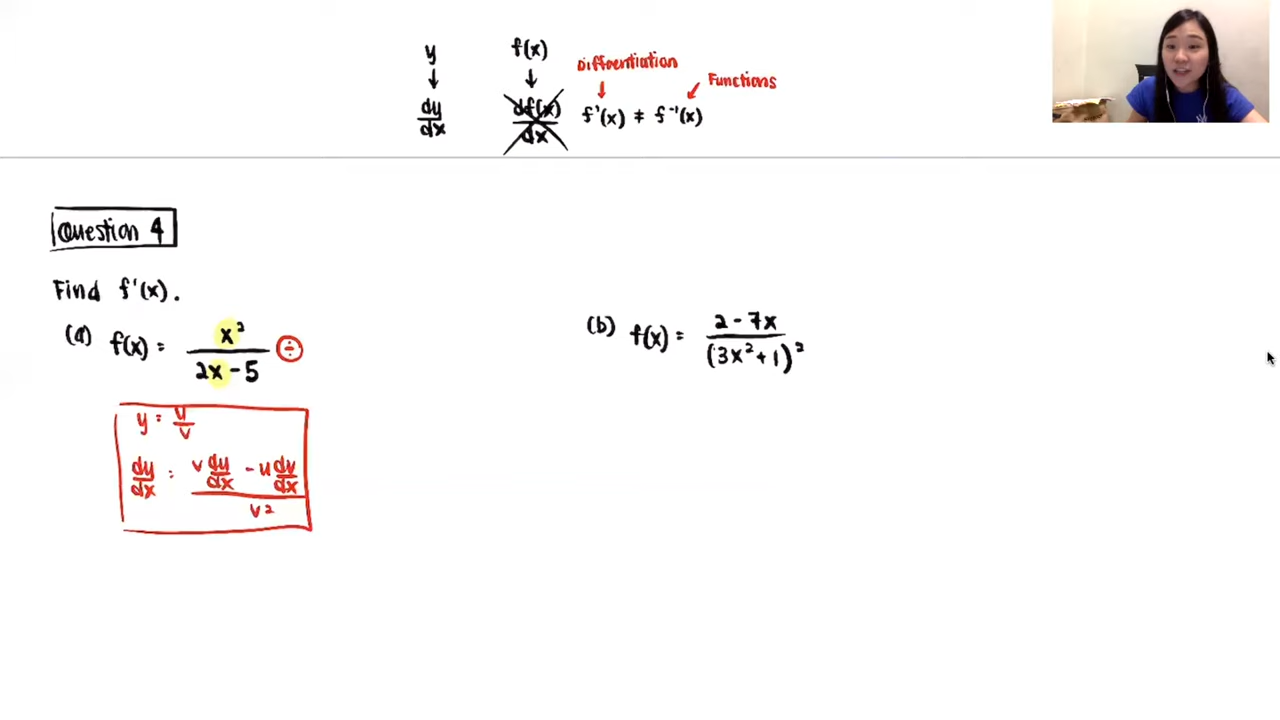 y f(x) Diffrentiation Functions
↓ ↓ ↓ ↙
dy/dx df(x)/dx f'(x) ≠ f⁻¹(x)
Question 4
Find f'(x).
(a) f(x) = x²/(2x - 5) ÷
(b) f(x) = (2 - 7x)/(3x² + 1)²
y = u/v
dy/dx = (v du/dx - u dv/dx)/v²